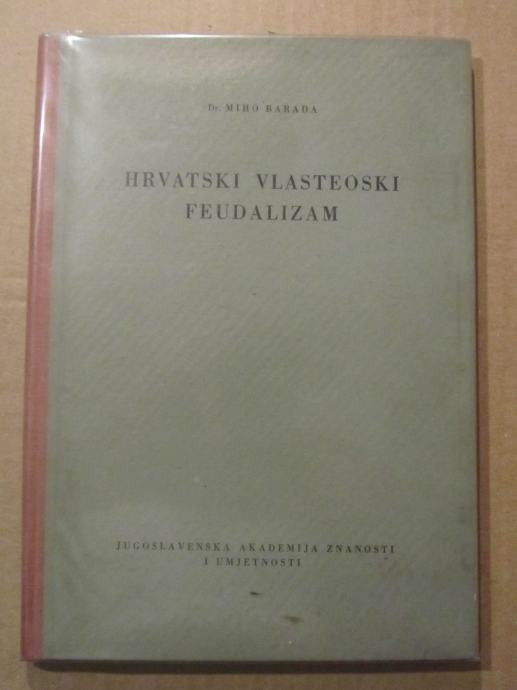 Dr. MIHO BARADA
HRVATSKI VLASTEOSKI
FEUDALIZAM
JUGOSLAVENSKA AKADEMIJA ZNANOSTI
I UMJETNOSTI